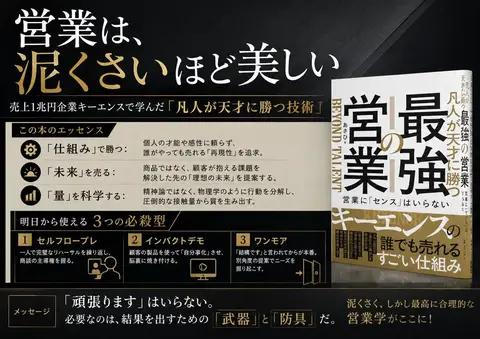 営業は、
泥くさいほど美しい
売上1兆円企業キーエンスで学んだ「凡人が天才に勝つ技術」
この本のエッセンス
「仕組み」で勝つ：
個人の才能や感性に頼らず、
誰がやっても売れる「再現性」を追求。
「未来」を売る：
商品ではなく、顧客が抱える課題を
解決した先の「理想の未来」を提案する。
「量」を科学する：
精神論ではなく、物理学のように行動を分解し、
圧倒的な接触量から質を生み出す。
明日から使える 3つの必殺型
1 セルフロープレ
一人で完璧なリハーサルを繰り返し、
商談の主導権を握る。
2 インパクトデモ
顧客の製品を使って「自分事化」させ、
脳裏に焼き付ける。
3 ワンモア
「結構です」と言われてからが本番。
別角度の提案でニーズを
掘り起こす。
凡人が天才に勝つ
最強の営業
BEYOND TALENT
あきひｰ
営業に「センス」はいらない
キーエンスの
誰でも売れる
すごい仕組み
最強の営業
メッセージ
「頑張ります」はいらない。
必要なのは、結果を出すための「武器」と「防具」だ。
泥くさく、しかし最高に合理的な
営業学がここに！